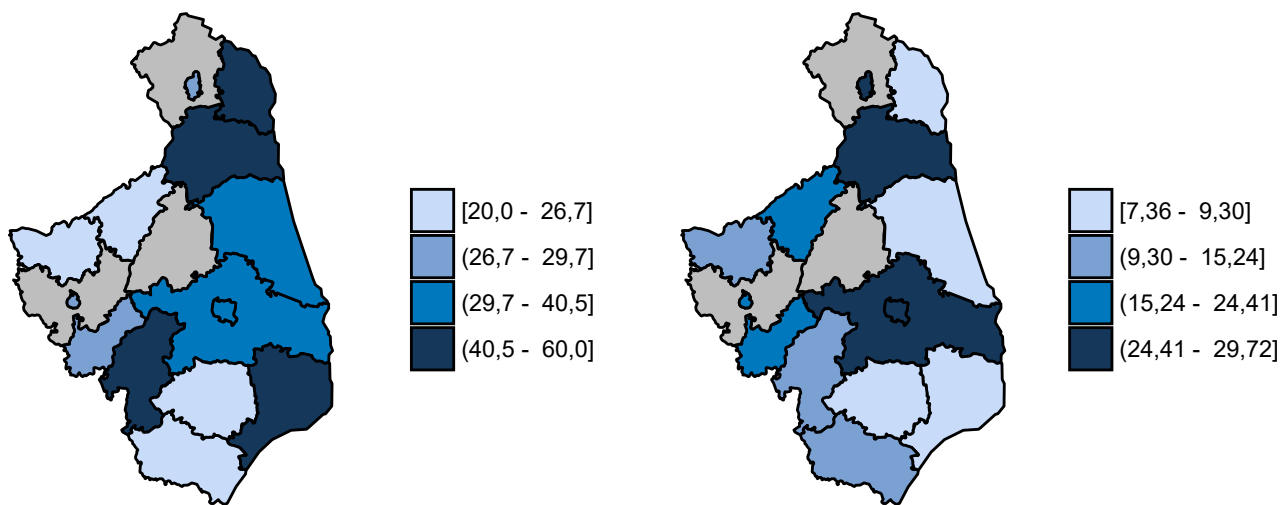 [20,0 - 26,7]
(26,7 - 29,7]
(29,7 - 40,5]
(40,5 - 60,0]
[7,36 - 9,30]
(9,30 - 15,24]
(15,24 - 24,41]
(24,41 - 29,72]